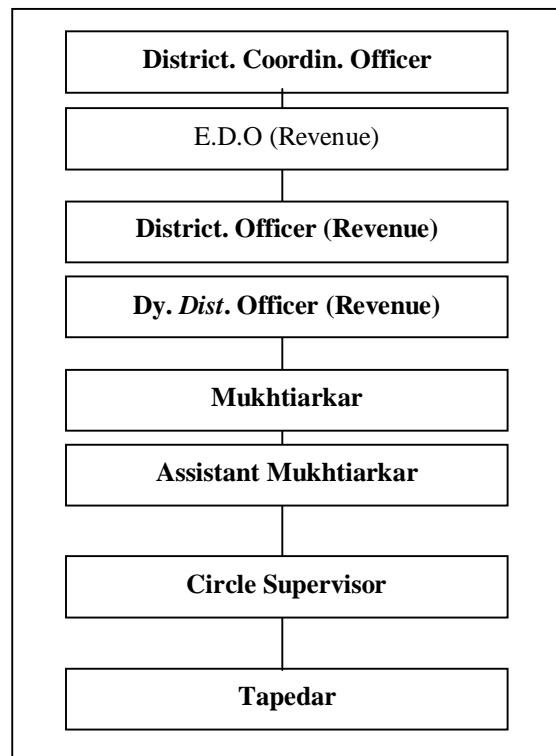 District. Coordin. Officer
E.D.O (Revenue)
District. Officer (Revenue)
Dy. Dist. Officer (Revenue)
Mukhtiarkar
Assistant Mukhtiarkar
Circle Supervisor
Tapedar